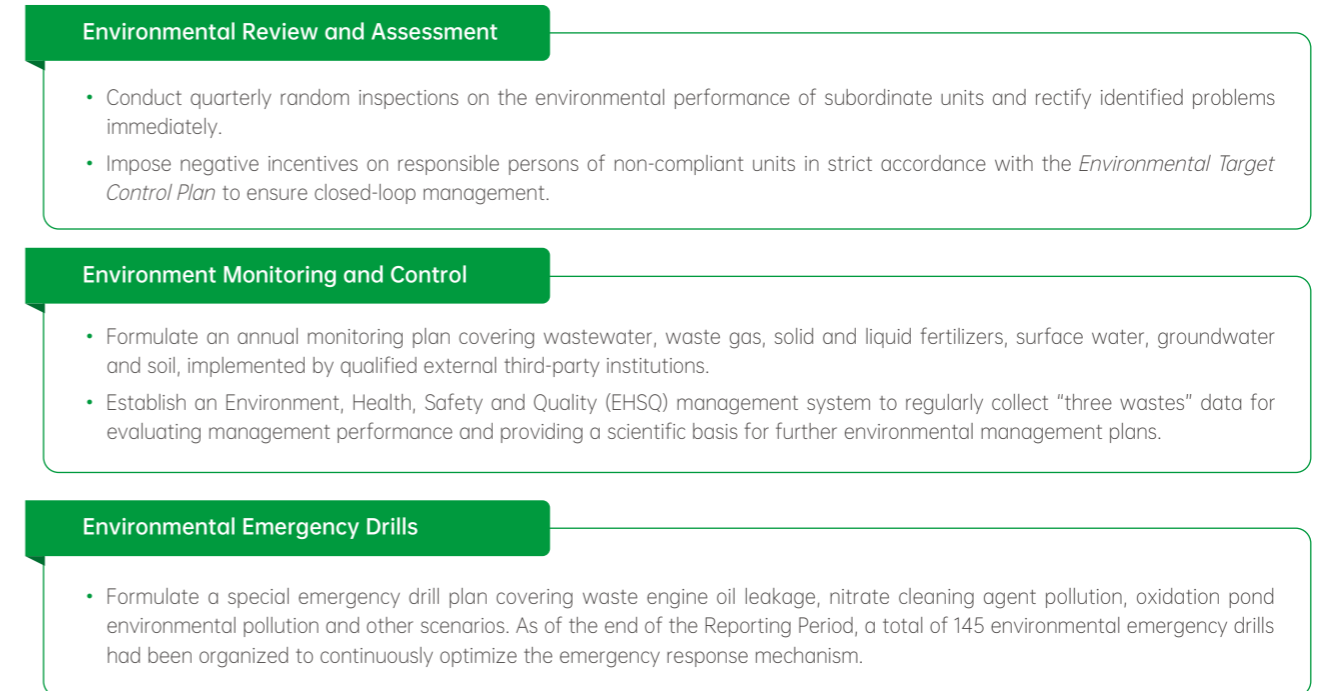 Environmental Review and Assessment
• Conduct quarterly random inspections on the environmental performance of subordinate units and rectify identified problems
immediately.
• Impose negative incentives on responsible persons of non-compliant units in strict accordance with the Environmental Target
Control Plan to ensure closed-loop management.
Environment Monitoring and Control
• Formulate an annual monitoring plan covering wastewater, waste gas, solid and liquid fertilizers, surface water, groundwater
and soil, implemented by qualified external third-party institutions.
• Establish an Environment, Health, Safety and Quality (EHSQ) management system to regularly collect “three wastes” data for
evaluating management performance and providing a scientific basis for further environmental management plans.
Environmental Emergency Drills
• Formulate a special emergency drill plan covering waste engine oil leakage, nitrate cleaning agent pollution, oxidation pond
environmental pollution and other scenarios. As of the end of the Reporting Period, a total of 145 environmental emergency drills
had been organized to continuously optimize the emergency response mechanism.